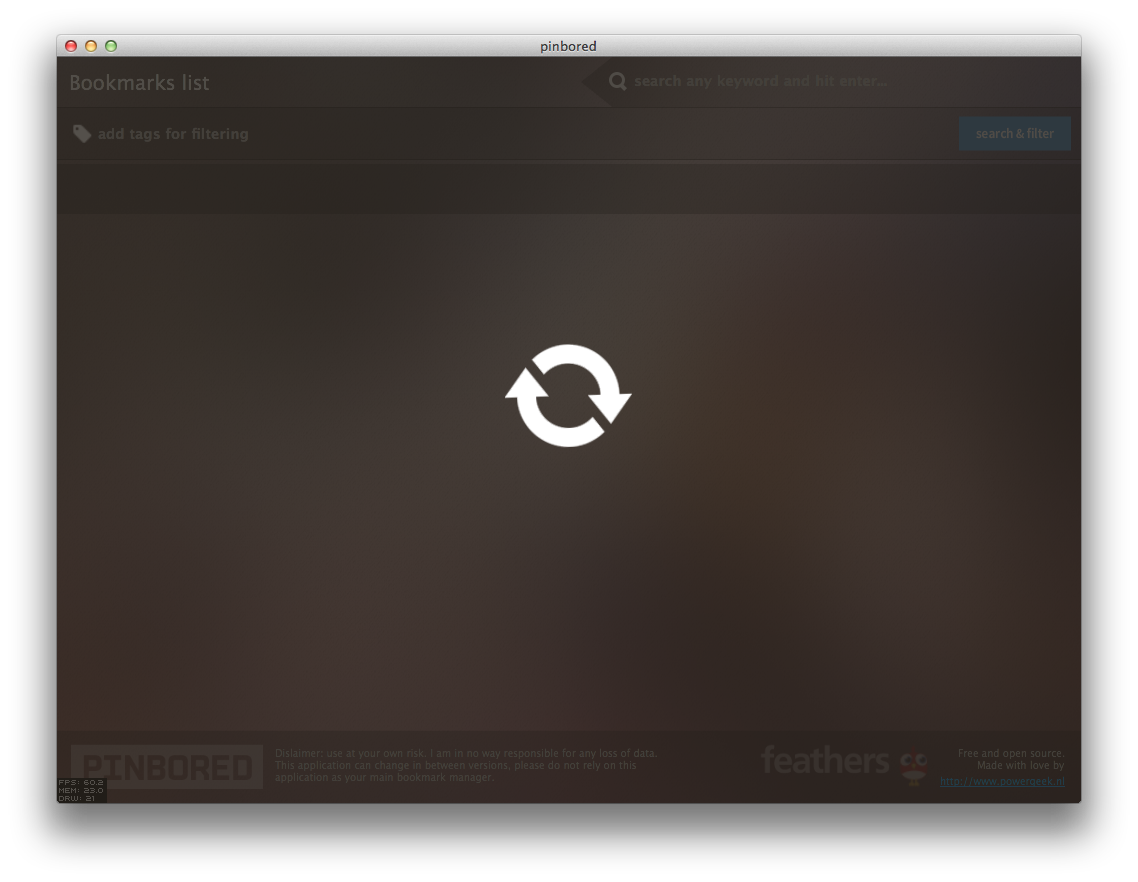 pinbored
Bookmarks list
search any keyword and hit enter...
add tags for filtering
search & filter
PINBORED
Dislaimer: use at your own risk. I am in no way responsible for any loss of data.
This application can change in between versions, please do not rely on this
application as your main bookmark manager.
feathers
Free and open source.
Made with love by
http://www.powergeek.nl
FPS: 60.2
MEM: 23.0
DRW: 21